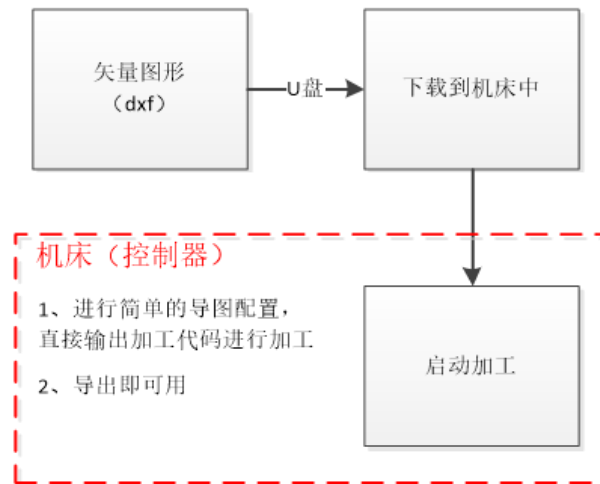 矢量图形
（dxf）
U盘
下载到机床中
机床（控制器）
1、进行简单的导图配置，
直接输出加工代码进行加工
2、导出即可用
启动加工